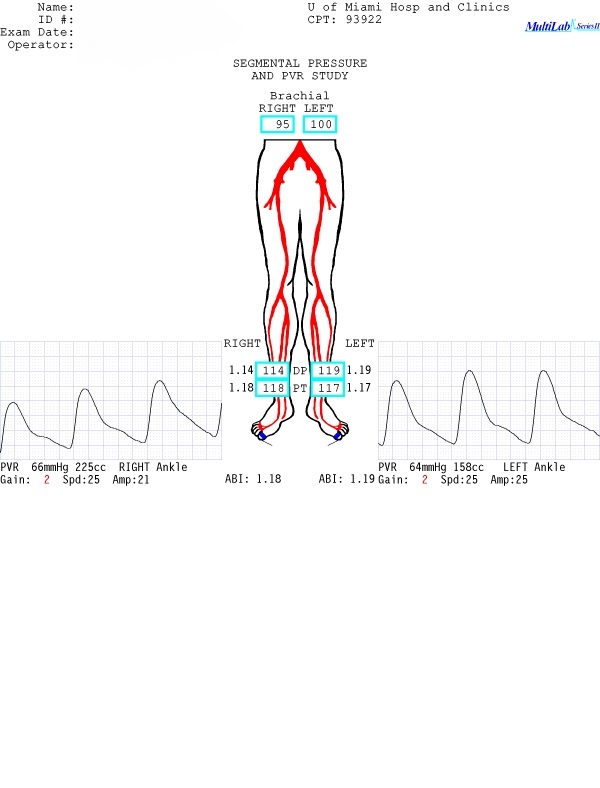 Name: U of Miami Hosp and Clinics
ID #: CPT: 93922
Exam Date:
Operator:
MultiLab Series II
SEGMENTAL PRESSURE
AND PVR STUDY
Brachial
RIGHT LEFT
95 100
RIGHT LEFT
1.14 114 DP 119 1.19
1.18 118 PT 117 1.17
PVR 66mmHg 225cc RIGHT Ankle
Gain: 2 Spd:25 Amp:21
ABI: 1.18 ABI: 1.19
PVR 64mmHg 158cc LEFT Ankle
Gain: 2 Spd:25 Amp:25